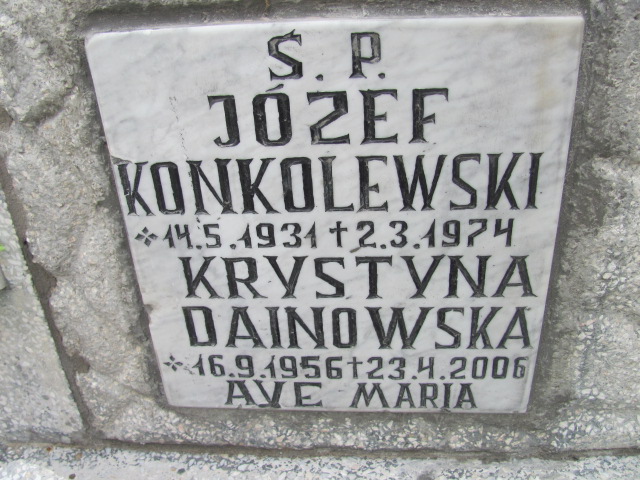 Ś. P.
JÓZEF
KONKOLEWSKI
14.5.1931 † 2.3.1974
KRYSTYNA
DAINOWSKA
16.9.1956 † 23.4.2006
AVE MARIA